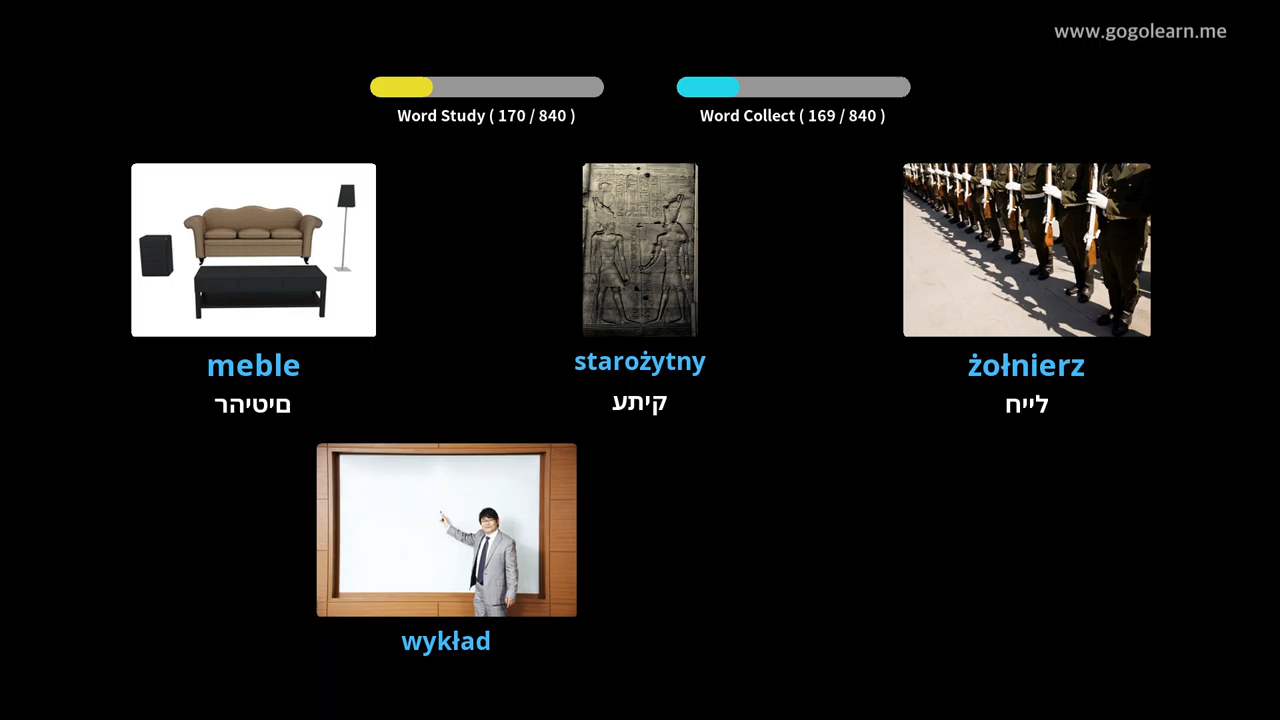 www.gogolearn.me
Word Study ( 170 / 840 )
Word Collect ( 169 / 840 )
meble
רהיטים
starożytny
עתיק
żołnierz
חייל
wykład